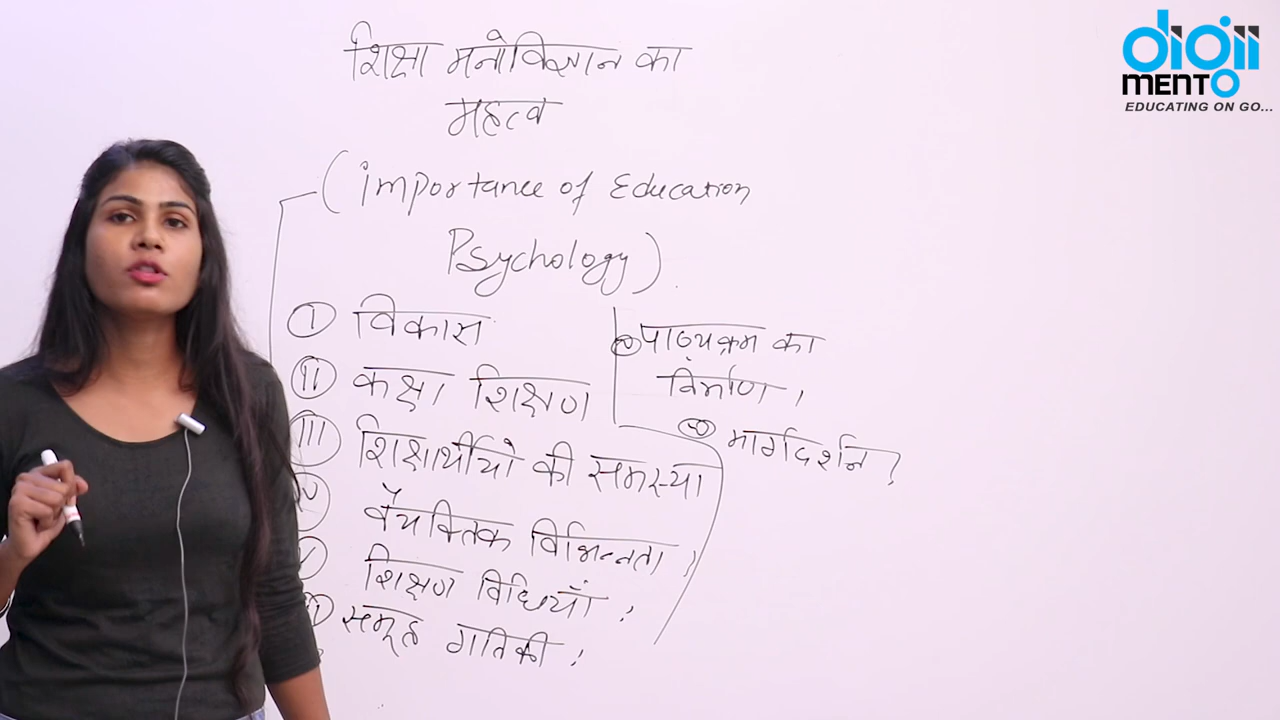 शिक्षा मनोविज्ञान का
महत्व
(Importance of Education
Psychology)
I विकास
II कक्षा शिक्षण
III शिक्षार्थीयो की समस्या
वैयक्तिक विभिन्नता
शिक्षण विधियाँ
समूह गतिकी
पाठ्यक्रम का
निर्माण
मार्गदर्शन
digii
MENTO
EDUCATING ON GO...